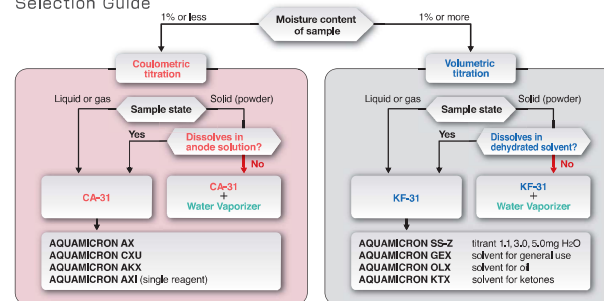 Selection Guide
1% or less
Moisture content
of sample
1% or more
Coulometric
titration
Volumetric
titration
Liquid or gas
Sample state
Solid (powder)
Liquid or gas
Sample state
Solid (powder)
Yes
Dissolves in
anode solution?
Yes
Dissolves in
dehydrated solvent?
No
No
CA-31
CA-31
+
Water Vaporizer
KF-31
KF-31
+
Water Vaporizer
AQUAMICRON AX
AQUAMICRON CXU
AQUAMICRON AKX
AQUAMICRON AXI (single reagent)
AQUAMICRON SS-Z titrant 1.1, 3.0, 5.0mg H2O
AQUAMICRON GEX solvent for general use
AQUAMICRON OLX solvent for oil
AQUAMICRON KTX solvent for ketones